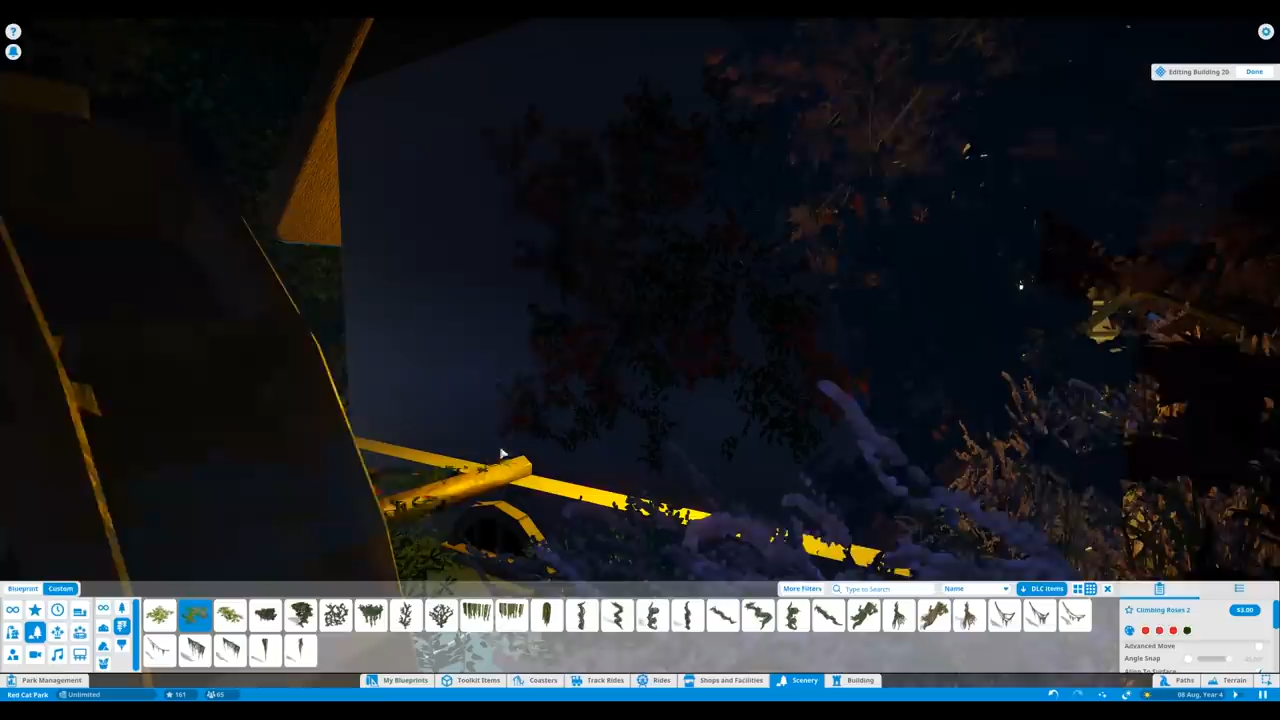 Editing Building 20
Done
Blueprint
Custom
More Filters
Type to Search
Name
DLC Items
Climbing Roses 2
$3.00
Advanced Move
Angle Snap
Park Management
My Blueprints
Toolkit Items
Coasters
Track Rides
Rides
Shops and Facilities
Scenery
Building
Paths
Terrain
Red Cat Park
Unlimited
161
65
08 Aug, Year 4